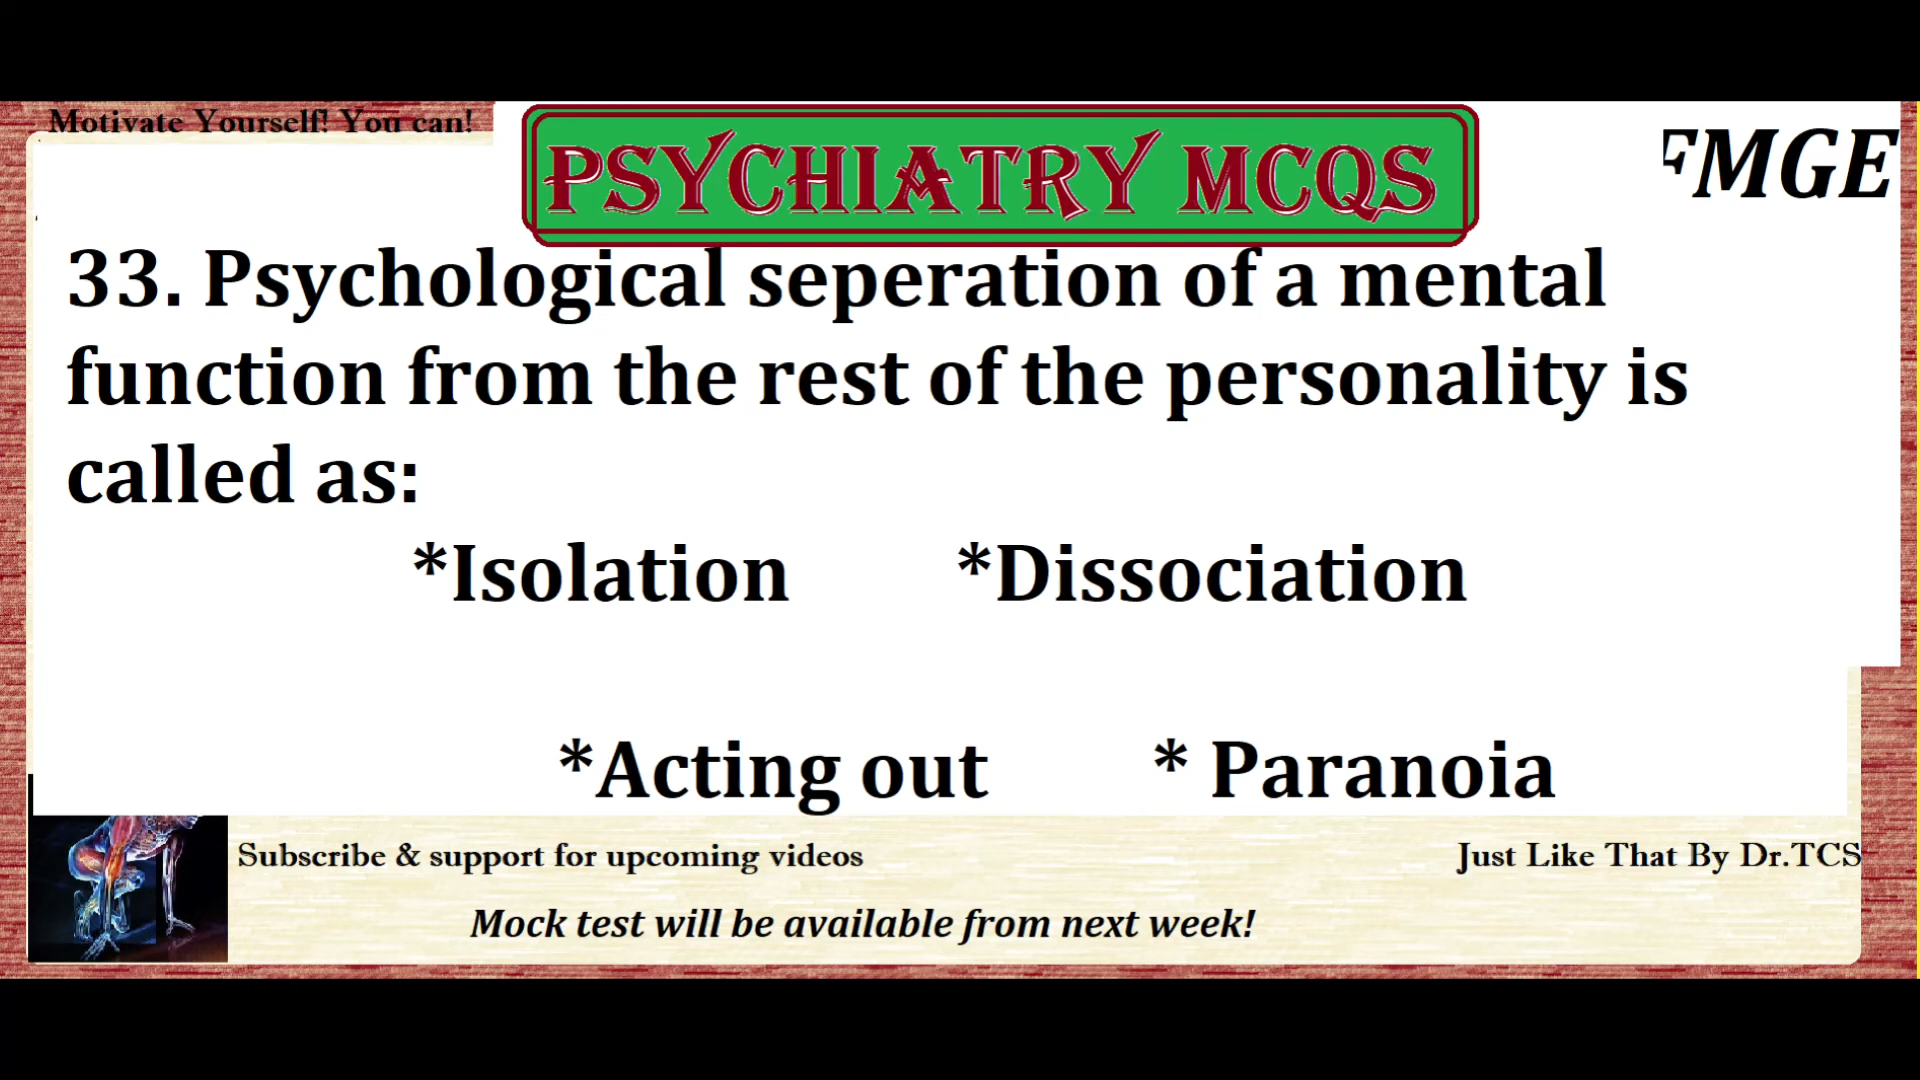 Motivate Yourself! You can!
PSYCHIATRY MCQS
FMGE
33. Psychological seperation of a mental
function from the rest of the personality is
called as:
*Isolation *Dissociation
*Acting out * Paranoia
Subscribe & support for upcoming videos
Just Like That By Dr.TCS
Mock test will be available from next week!